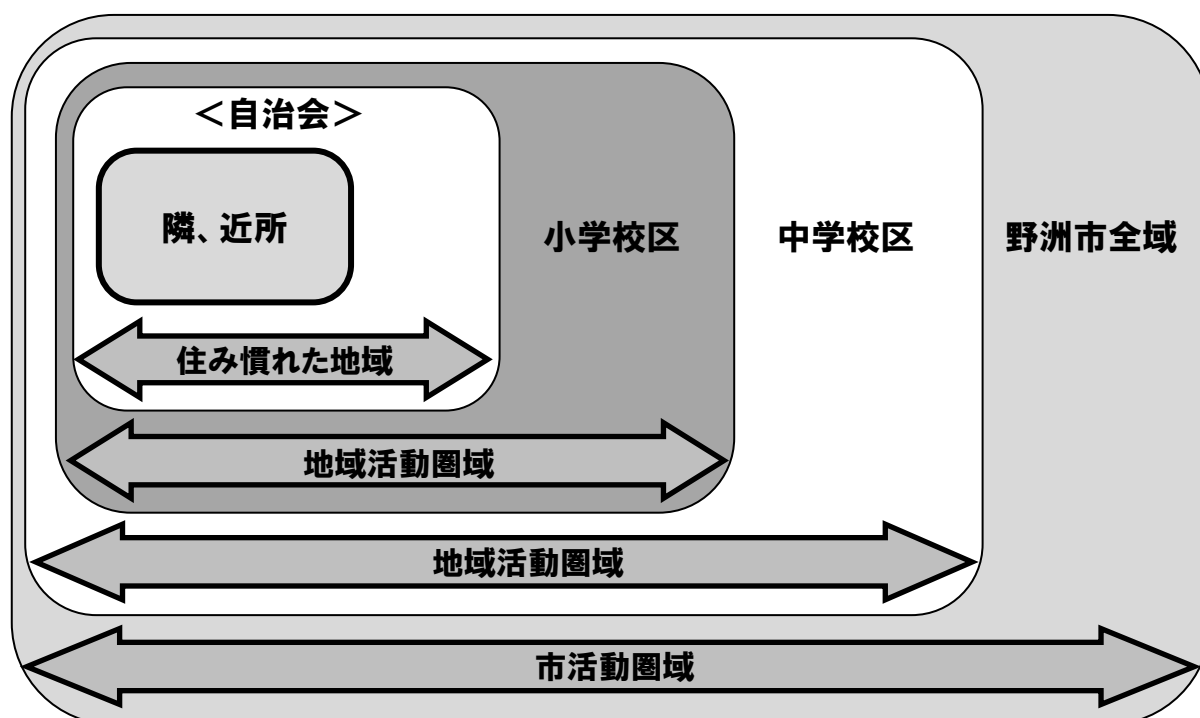 ＜自治会＞
隣、近所
小学校区
中学校区
野洲市全域
住み慣れた地域
地域活動圏域
地域活動圏域
市活動圏域